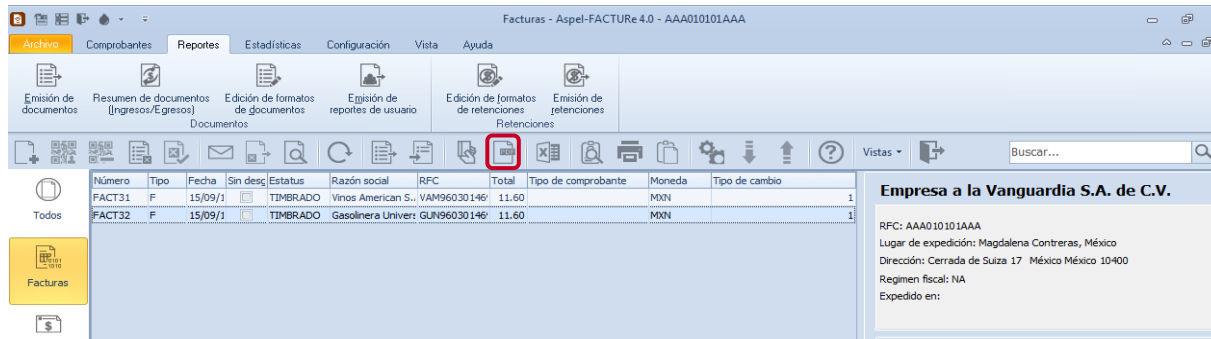 Facturas - Aspel-FACTURe 4.0 - AAA010101AAA
Archivo Comprobantes Reportes Estadísticas Configuración Vista Ayuda
Emisión de documentos
Resumen de documentos (Ingresos/Egresos)
Edición de formatos de documentos
Emisión de reportes de usuario
Edición de formatos de retenciones
Emisión de retenciones
Documentos
Retenciones
Vistas
Buscar...
Todos
Facturas
Número Tipo Fecha Sin desc Estatus Razón social RFC Total Tipo de comprobante Moneda Tipo de cambio
FACT31 F 15/09/1 TIMBRADO Vinos American S.. VAM96030146 11.60 MXN 1
FACT32 F 15/09/1 TIMBRADO Gasolinera Univer GUN96030146 11.60 MXN 1
Empresa a la Vanguardia S.A. de C.V.
RFC: AAA010101AAA
Lugar de expedición: Magdalena Contreras, México
Dirección: Cerrada de Suiza 17 México México 10400
Regimen fiscal: NA
Expedido en: